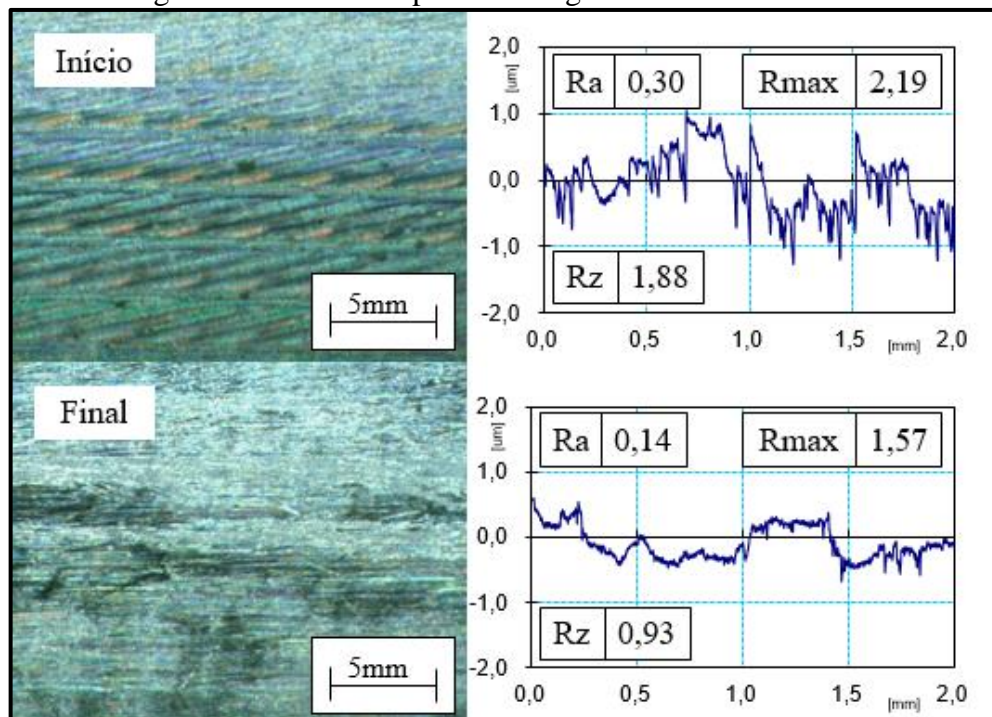 Início
5mm
2,0
[um]
1,0
0,0
-1,0
-2,0
Ra 0,30
Rmax 2,19
Rz 1,88
0,0 0,5 1,0 1,5 2,0
[mm]
Final
5mm
2,0
[um]
1,0
0,0
-1,0
-2,0
Ra 0,14
Rmax 1,57
Rz 0,93
0,0 0,5 1,0 1,5 2,0
[mm]